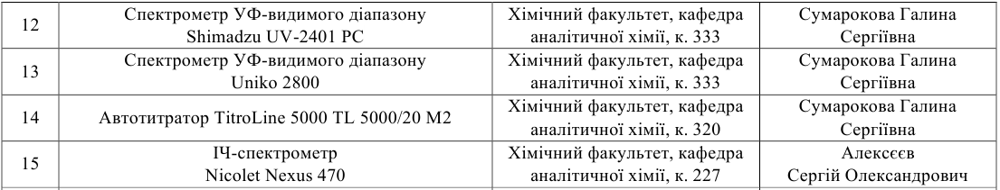 12
Спектрометр УФ-видимого діапазону
Shimadzu UV-2401 PC
Хімічний факультет, кафедра
аналітичної хімії, к. 333
Сумарокова Галина
Сергіївна
13
Спектрометр УФ-видимого діапазону
Uniko 2800
Хімічний факультет, кафедра
аналітичної хімії, к. 333
Сумарокова Галина
Сергіївна
14
Автотитратор TitroLine 5000 TL 5000/20 M2
Хімічний факультет, кафедра
аналітичної хімії, к. 320
Сумарокова Галина
Сергіївна
15
ІЧ-спектрометр
Nicolet Nexus 470
Хімічний факультет, кафедра
аналітичної хімії, к. 227
Алексєєв
Сергій Олександрович